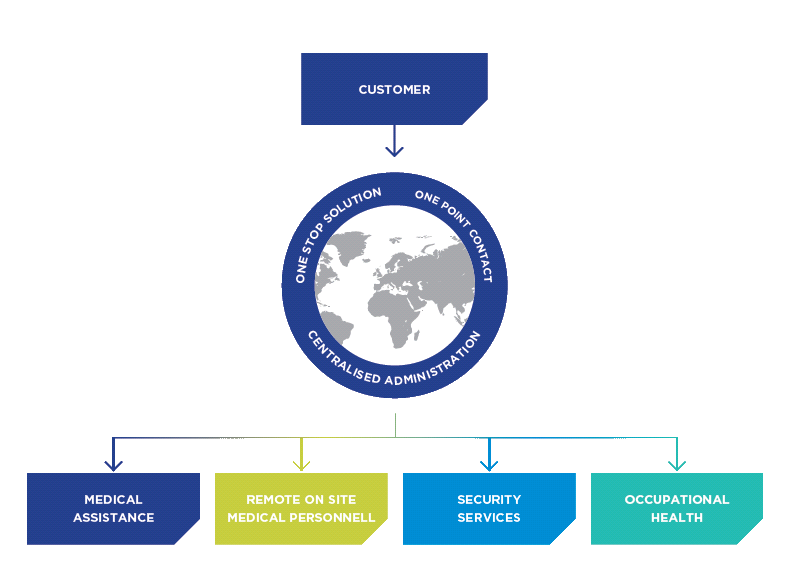 CUSTOMER
ONE STOP SOLUTION
ONE POINT CONTACT
CENTRALISED ADMINISTRATION
MEDICAL
ASSISTANCE
REMOTE ON SITE
MEDICAL PERSONNELL
SECURITY
SERVICES
OCCUPATIONAL
HEALTH